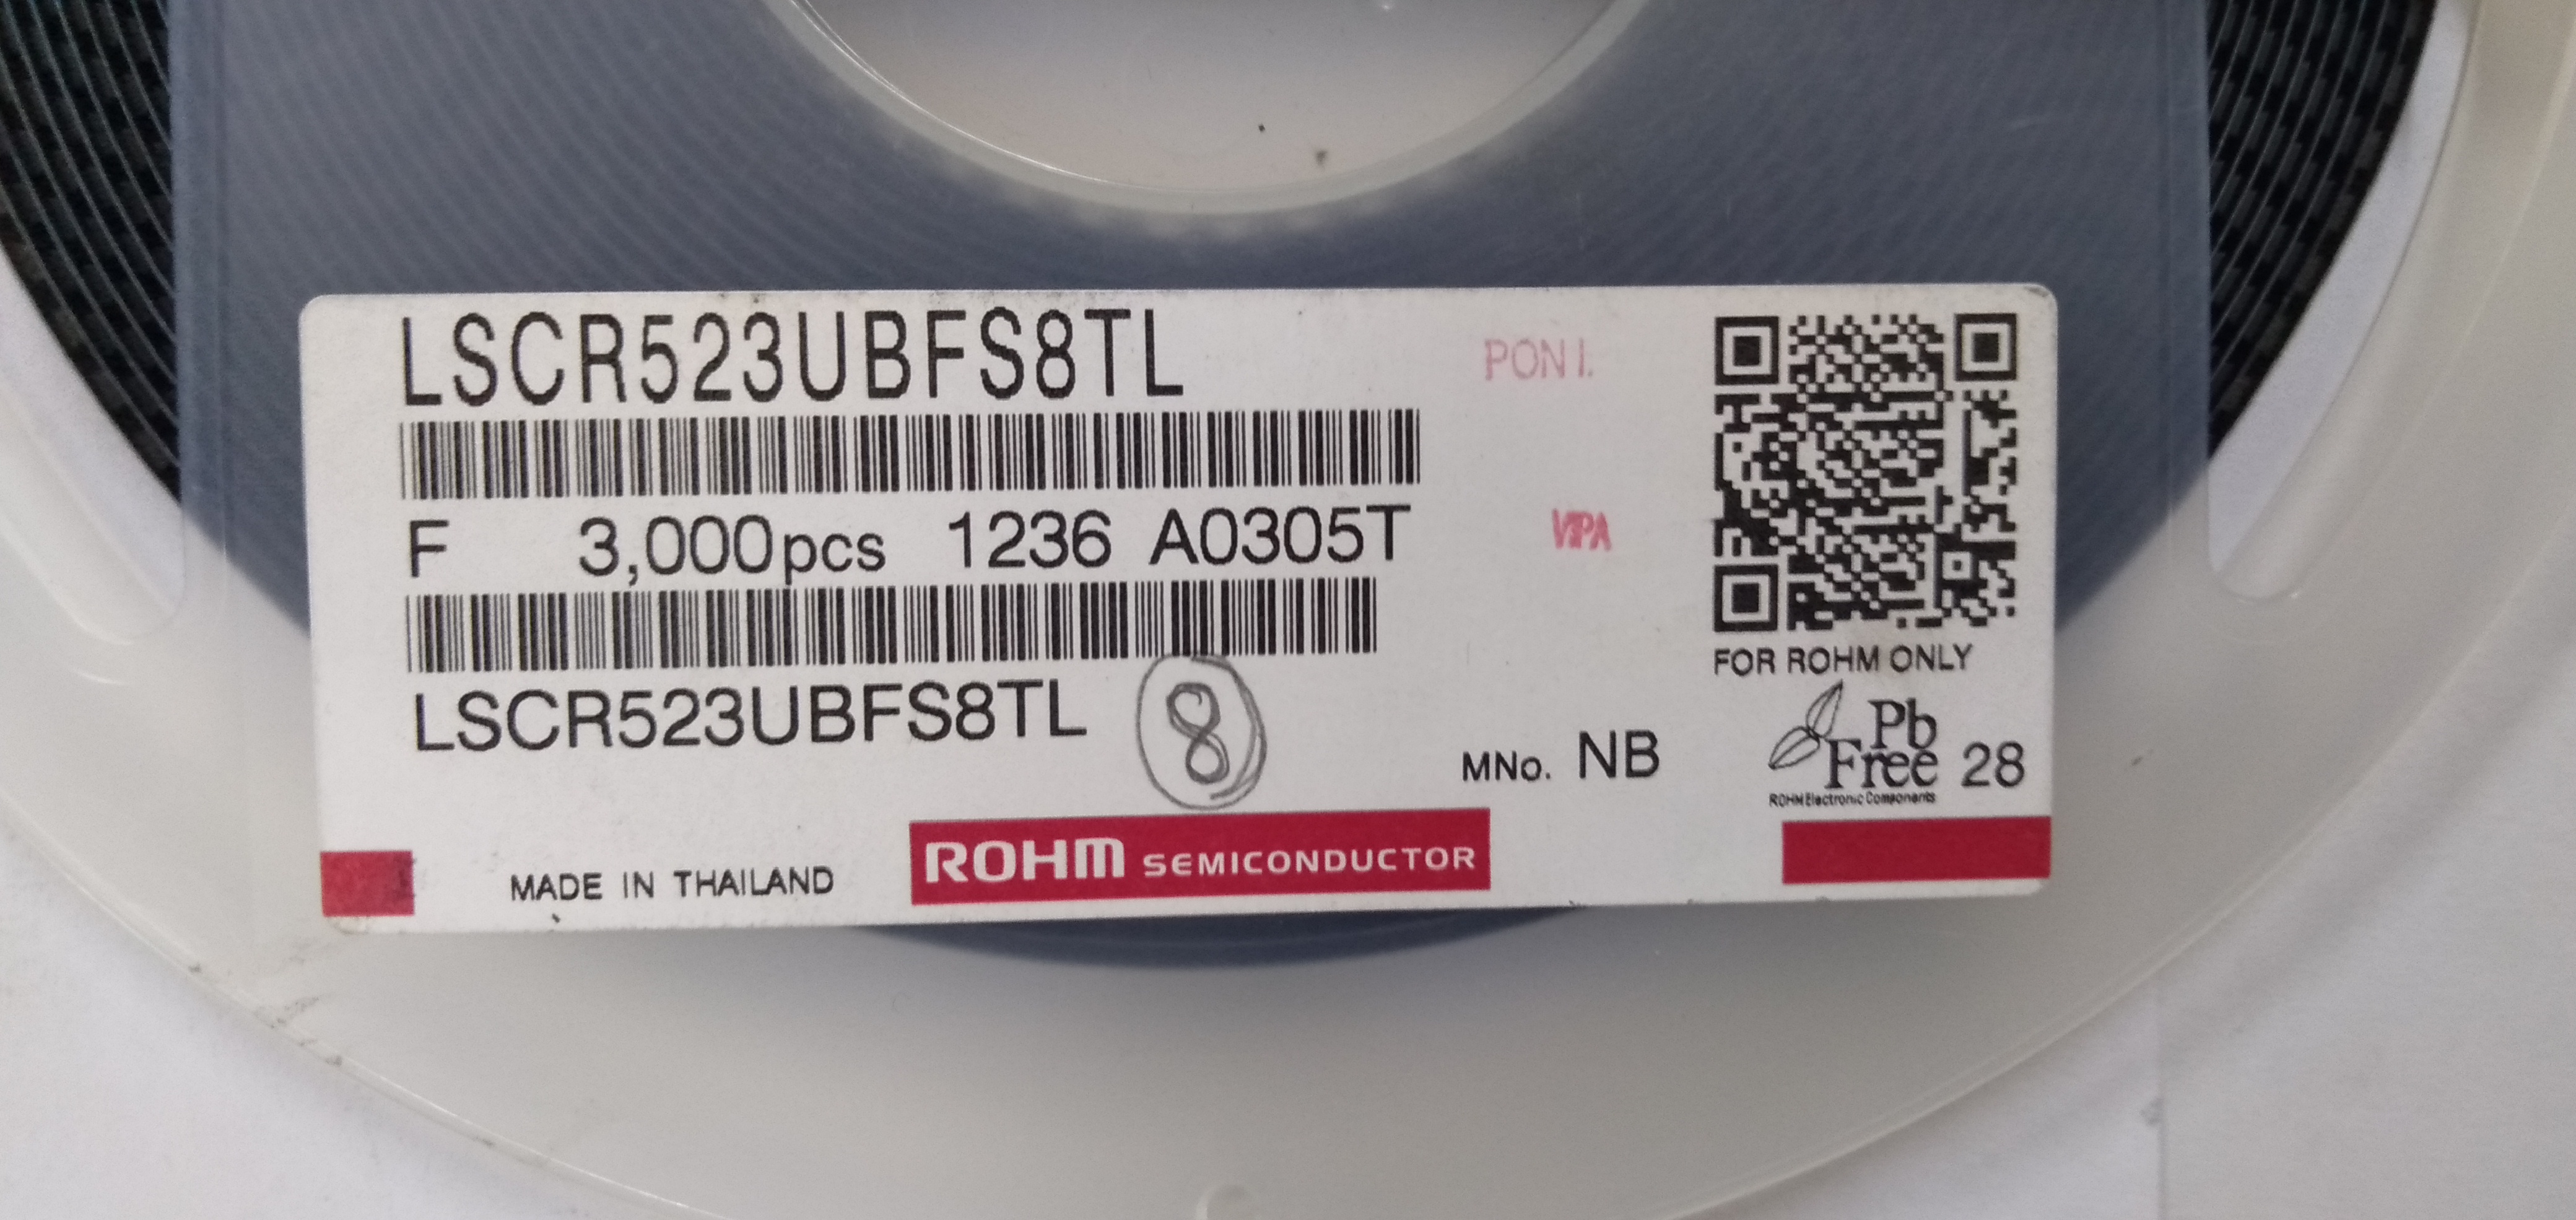 LSCR523UBFS8TL
PON I.
F 3,000pcs 1236 A0305T
VPA
FOR ROHM ONLY
LSCR523UBFS8TL 8
MNo. NB
Pb
Free 28
ROHM Electronic Components
MADE IN THAILAND
ROHM SEMICONDUCTOR